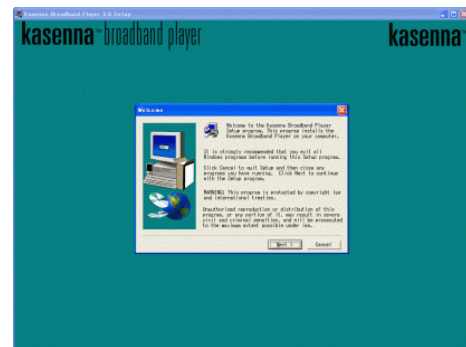 Kasenna Broadband Player 3.0 Setup
kasenna™ broadband player
kasenna™
Welcome
Welcome to the Kasenna Broadband Player
Setup program. This program installs the
Kasenna Broadband Player on your computer.
It is strongly recommended that you exit all
Windows programs before running this Setup program.
Click Cancel to quit Setup and then close any
programs you have running. Click Next to continue
with the Setup program.
WARNING: This program is protected by copyright law
and international treaties.
Unauthorized reproduction or distribution of this
program, or any portion of it, may result in severe
civil and criminal penalties, and will be prosecuted
to the maximum extent possible under law.
Next >
Cancel